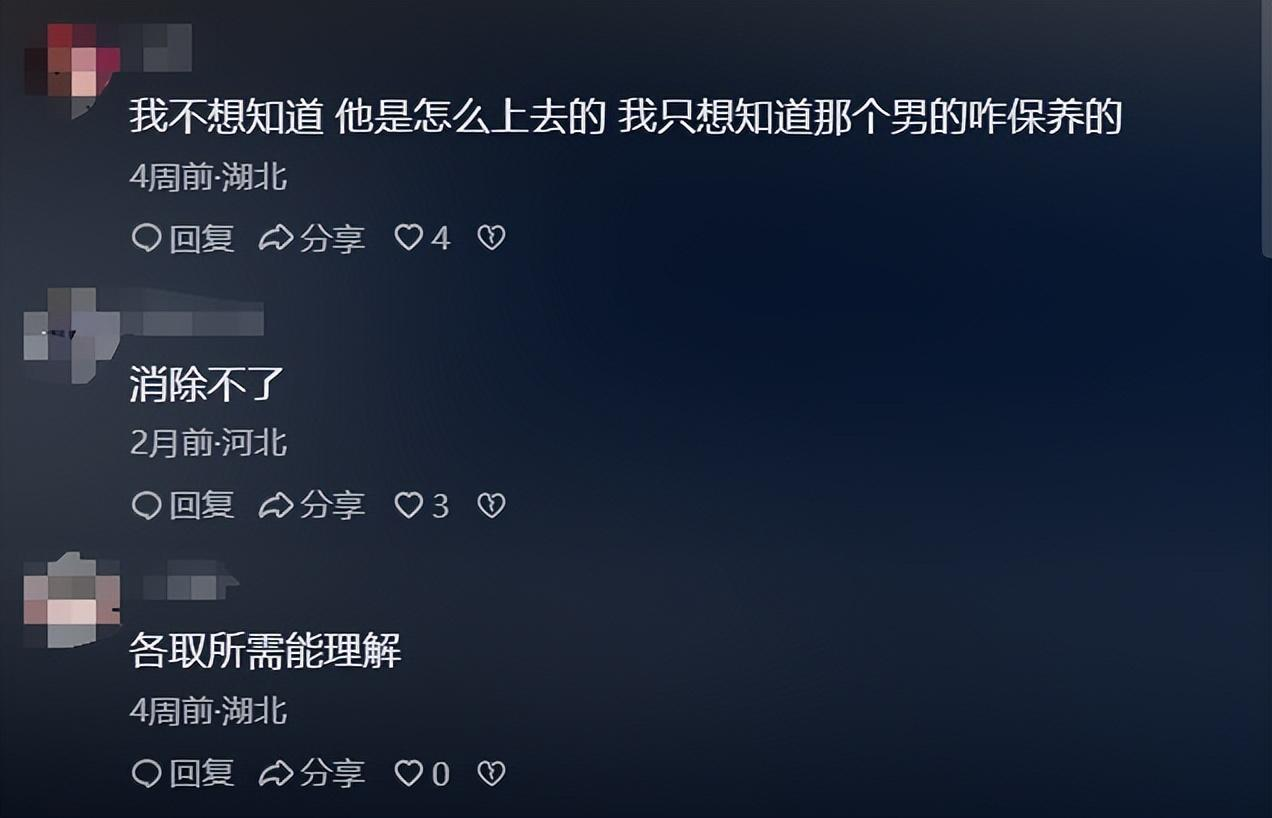 我不想知道 他是怎么上去的 我只想知道那个男的咋保养的
4周前·湖北
回复 分享 4
消除不了
2月前·河北
回复 分享 3
各取所需能理解
4周前·湖北
回复 分享 0